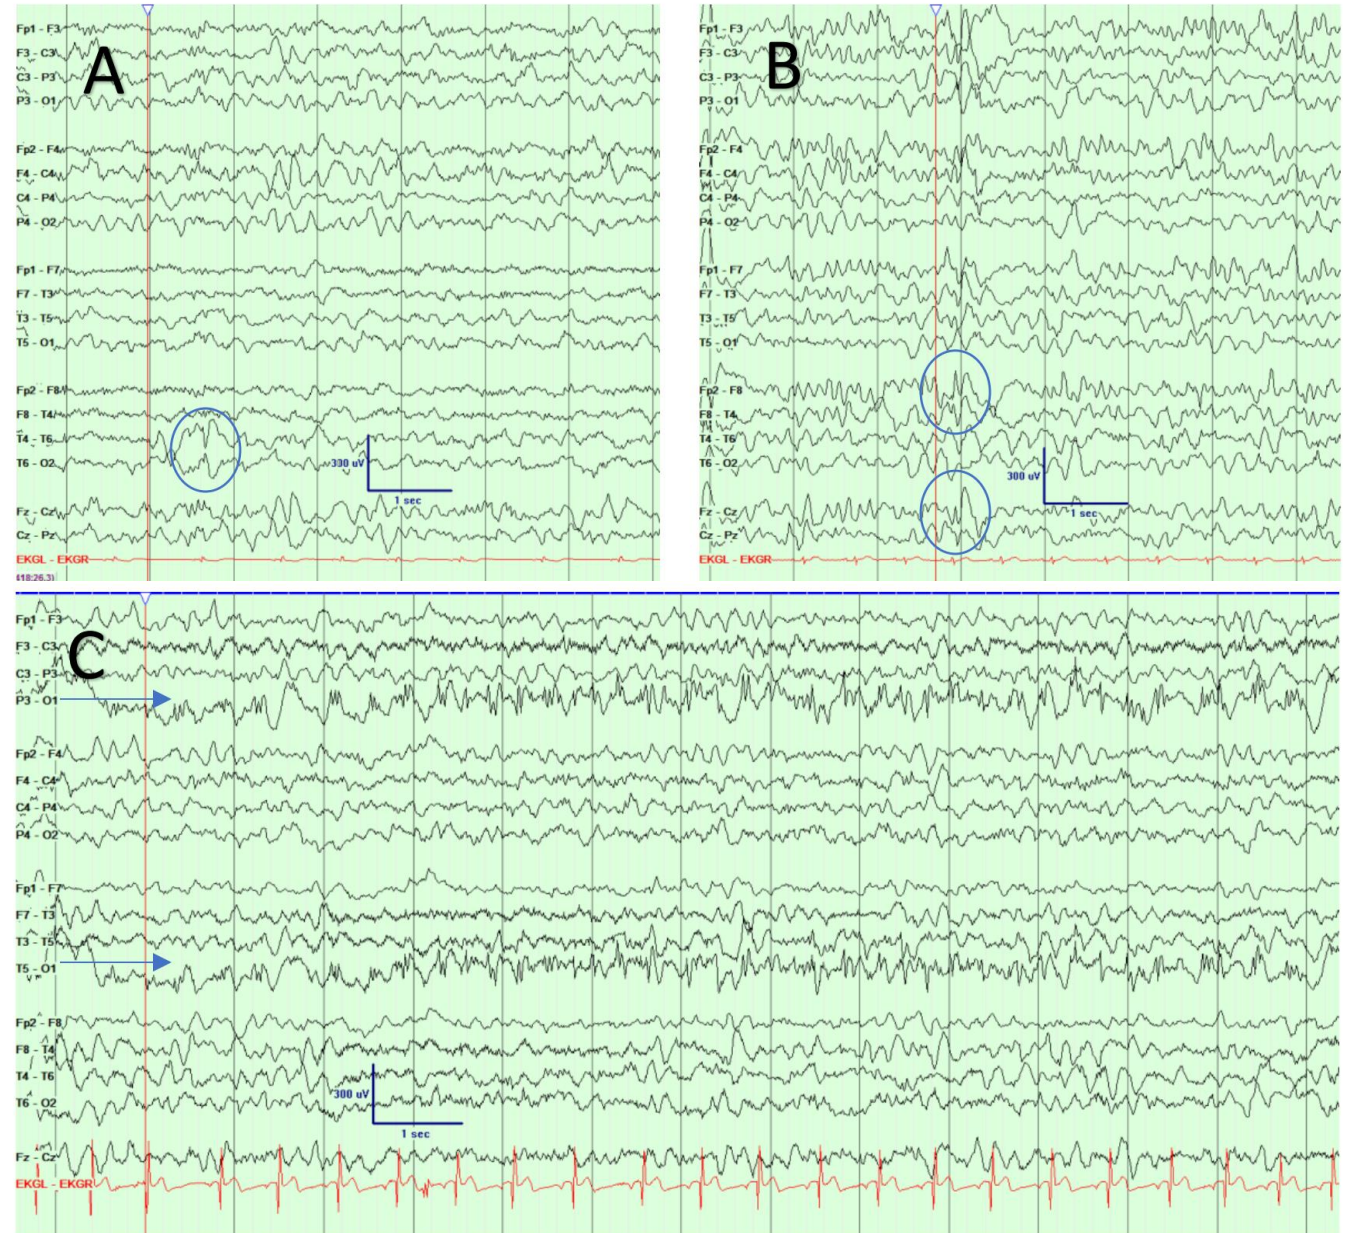 A
Fp1 - F3
F3 - C3
C3 - P3
P3 - O1
Fp2 - F4
F4 - C4
C4 - P4
P4 - O2
Fp1 - F7
F7 - T3
T3 - T5
T5 - O1
Fp2 - F8
F8 - T4
T4 - T6
T6 - O2
330 uV
1 sec
Fz - Cz
Cz - Pz
EKGL - EKGR
(18:26.3)
B
Fp1 - F3
F3 - C3
C3 - P3
P3 - O1
Fp2 - F4
F4 - C4
C4 - P4
P4 - O2
Fp1 - F7
F7 - T3
T3 - T5
T5 - O1
Fp2 - F8
F8 - T4
T4 - T6
T6 - O2
300 uV
1 sec
Fz - Cz
Cz - Pz
EKGL - EKGR
C
Fp1 - F3
F3 - C3
C3 - P3
P3 - O1
Fp2 - F4
F4 - C4
C4 - P4
P4 - O2
Fp1 - F7
F7 - T3
T3 - T5
T5 - O1
Fp2 - F8
F8 - T4
T4 - T6
T6 - O2
300 uV
1 sec
Fz - Cz
EKGL - EKGR